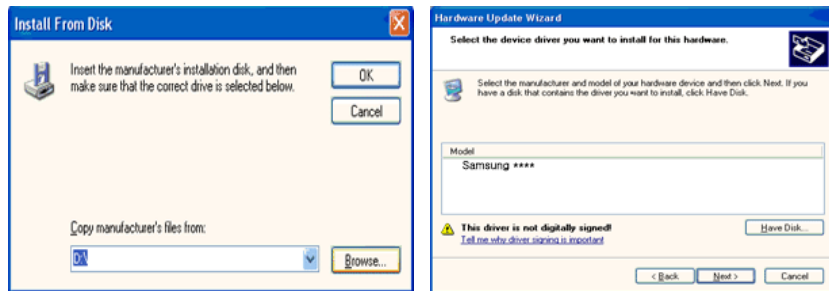 Install From Disk
Insert the manufacturer's installation disk, and then
make sure that the correct drive is selected below.
OK
Cancel
Copy manufacturer's files from:
D:\
Browse...
Hardware Update Wizard
Select the device driver you want to install for this hardware.
Select the manufacturer and model of your hardware device and then click Next. If you
have a disk that contains the driver you want to install, click Have Disk.
Model
Samsung ****
This driver is not digitally signed!
Tell me why driver signing is important
Have Disk...
< Back
Next >
Cancel